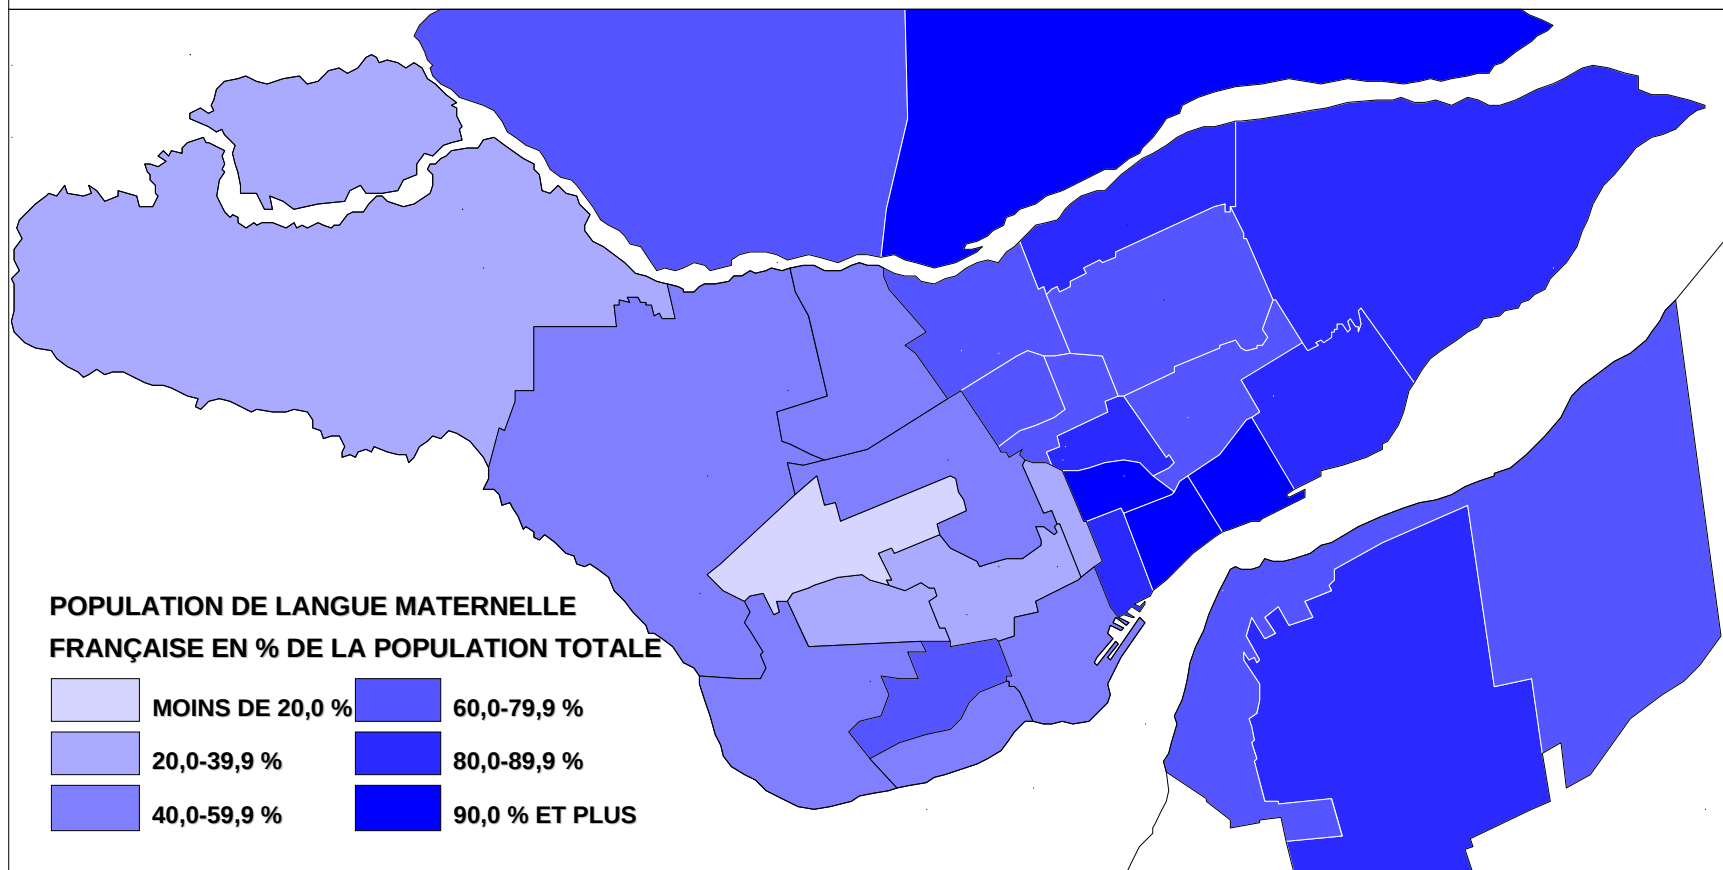 POPULATION DE LANGUE MATERNELLE
FRANÇAISE EN % DE LA POPULATION TOTALE
MOINS DE 20,0 %
20,0-39,9 %
40,0-59,9 %
60,0-79,9 %
80,0-89,9 %
90,0 % ET PLUS